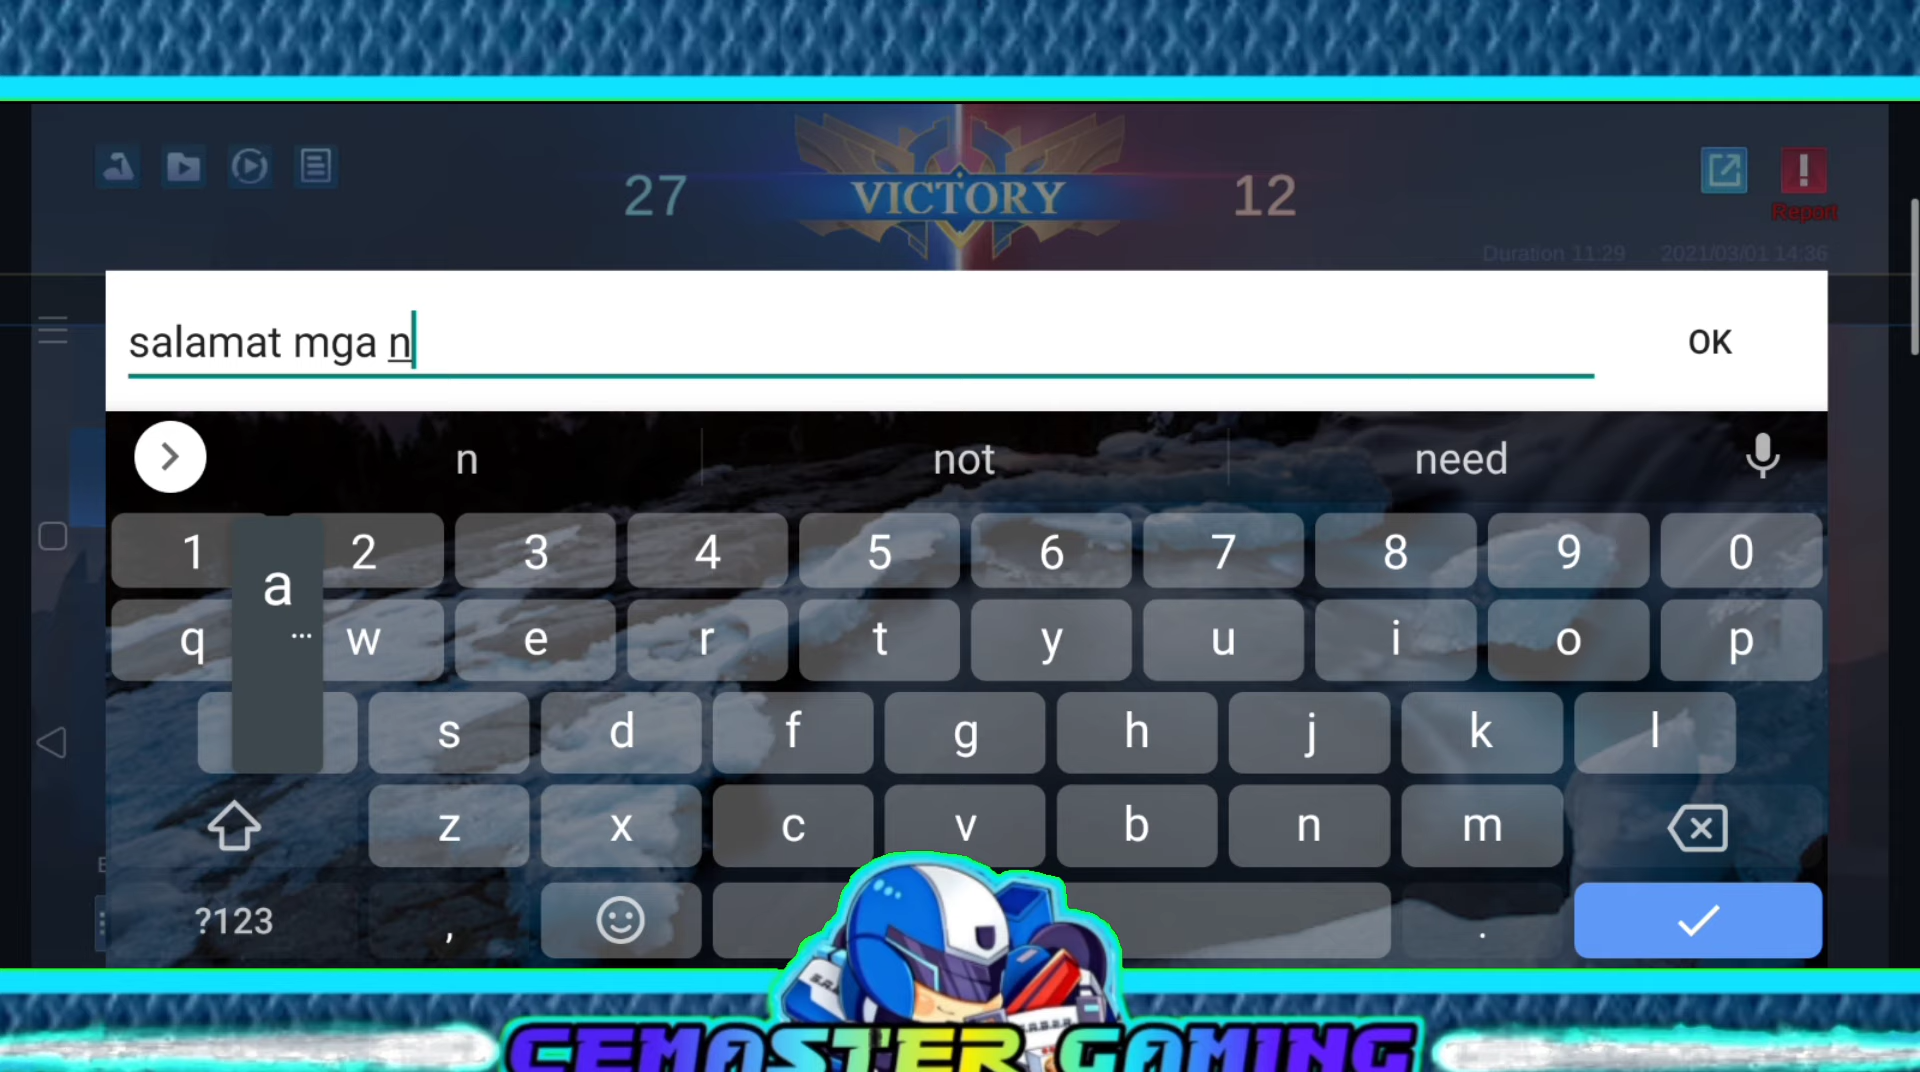 27 VICTORY 12
Report
Duration 11:29 2021/03/01 14:36
salamat mga n OK
n not need
1 2 3 4 5 6 7 8 9 0
a
q w e r t y u i o p
s d f g h j k l
z x c v b n m
?123 , .
CEMASTER GAMING